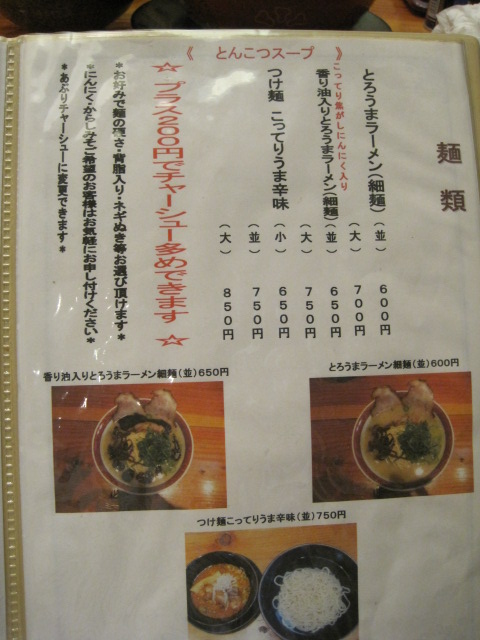 《 とんこつスープ 》
麺類
とろうまラーメン(細麺)(並) 600円
(大) 700円
こってり焦がしにんにく入り
香り油入りとろうまラーメン(細麺)(並) 650円
(大) 750円
つけ麺 こってりうま辛味 (小) 650円
(並) 750円
(大) 850円
☆ プラス200円でチャーシュー多めできます ☆
*お好みで麺の硬さ・背脂入り・ネギぬき等お選び頂けます*
*にんにく・からしみそご希望のお客様はお気軽にお申し付けください*
*あぶりチャーシューに変更できます*
香り油入りとろうまラーメン細麺(並)650円
とろうまラーメン細麺(並)600円
つけ麺こってりうま辛味(並)750円